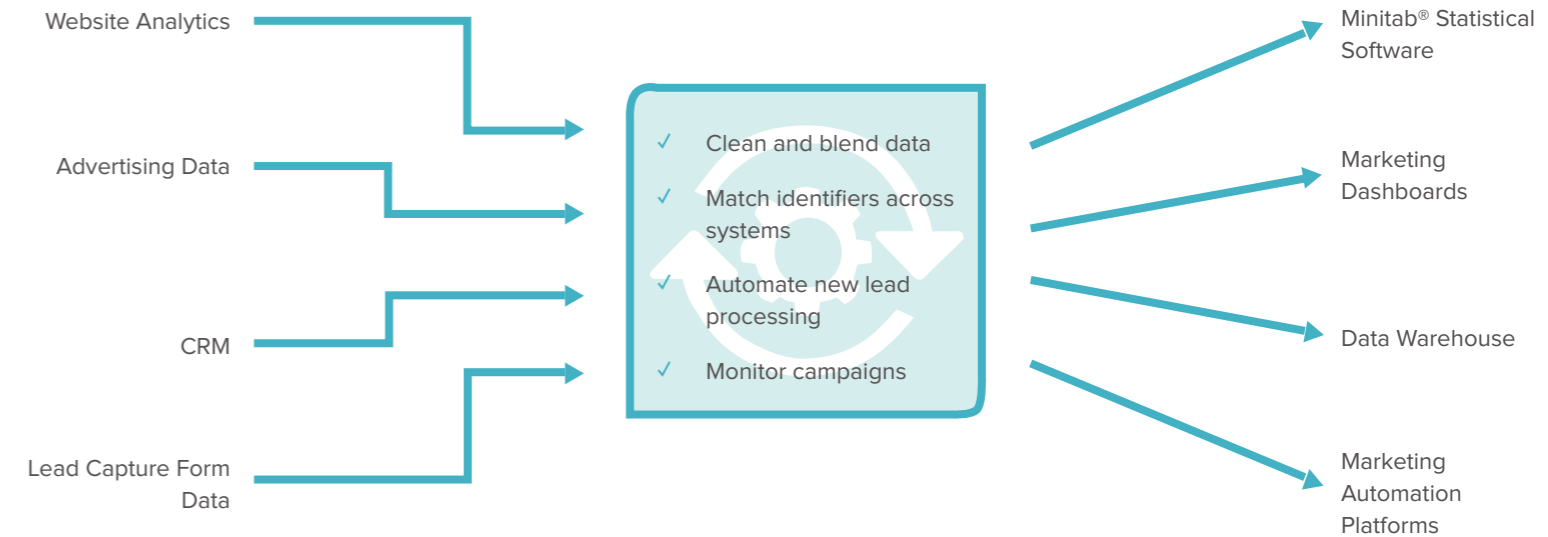 Website Analytics
Advertising Data
CRM
Lead Capture Form
Data
✓ Clean and blend data
✓ Match identifiers across
systems
✓ Automate new lead
processing
✓ Monitor campaigns
Minitab® Statistical
Software
Marketing
Dashboards
Data Warehouse
Marketing
Automation
Platforms